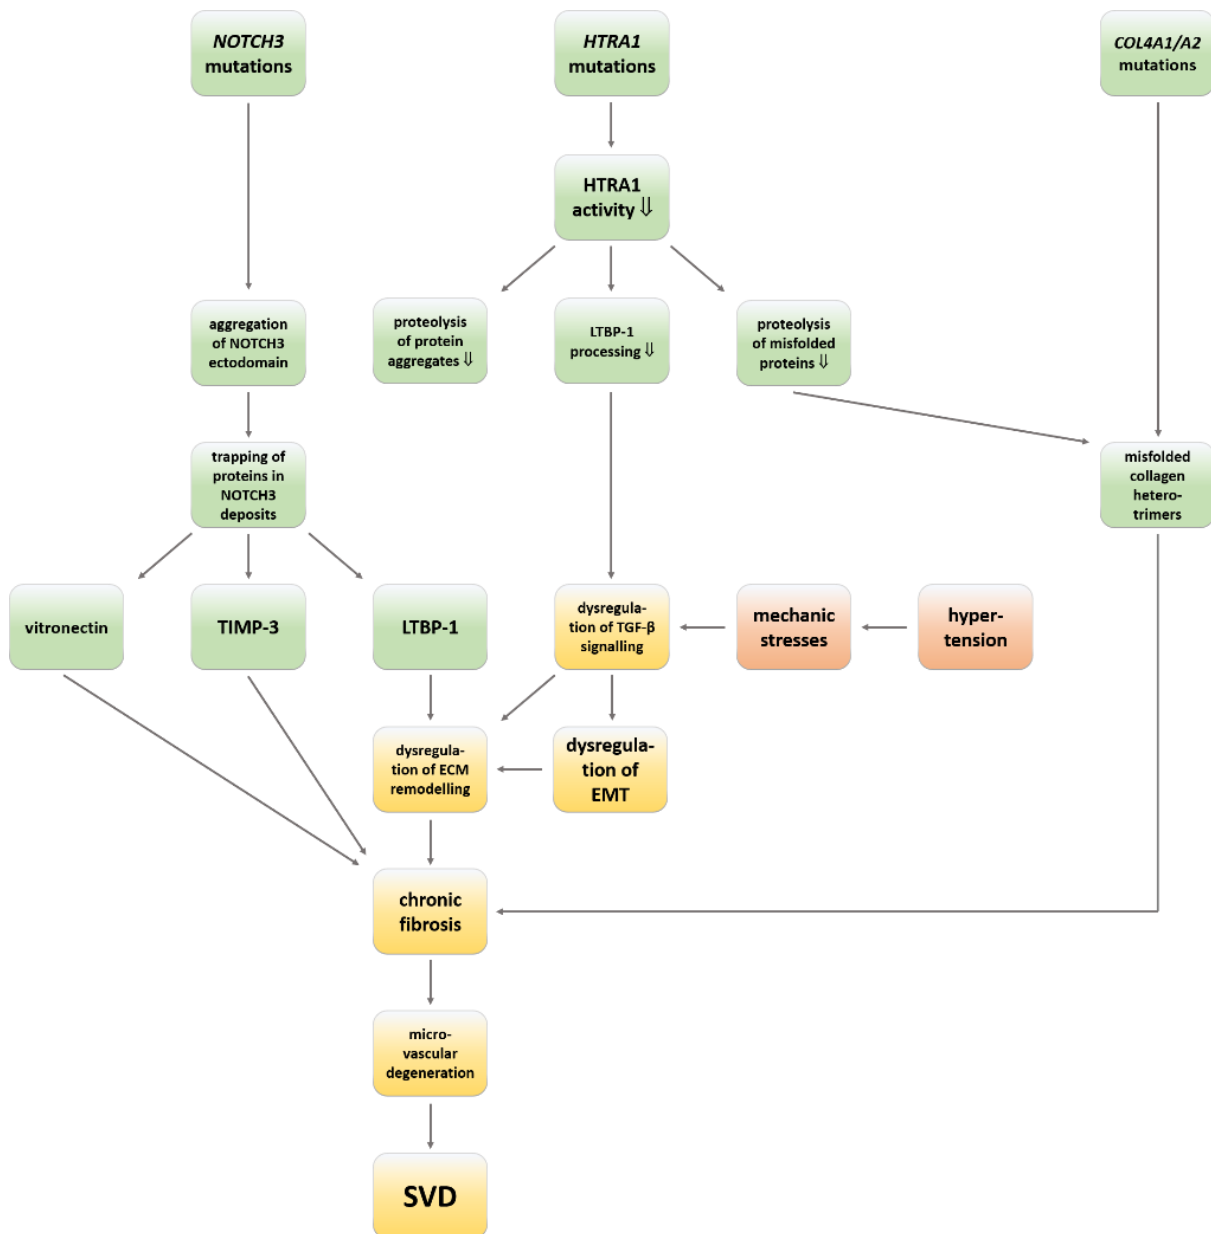 NOTCH3
mutations
HTRA1
mutations
COL4A1/A2
mutations
HTRA1
activity ⇓
aggregation
of NOTCH3
ectodomain
proteolysis
of protein
aggregates ⇓
LTBP-1
processing ⇓
proteolysis
of misfolded
proteins ⇓
trapping of
proteins in
NOTCH3
deposits
misfolded
collagen
hetero-
trimers
vitronectin
TIMP-3
LTBP-1
dysregula-
tion of TGF-β
signalling
mechanic
stresses
hyper-
tension
dysregula-
tion of ECM
remodelling
dysregula-
tion of
EMT
chronic
fibrosis
micro-
vascular
degeneration
SVD